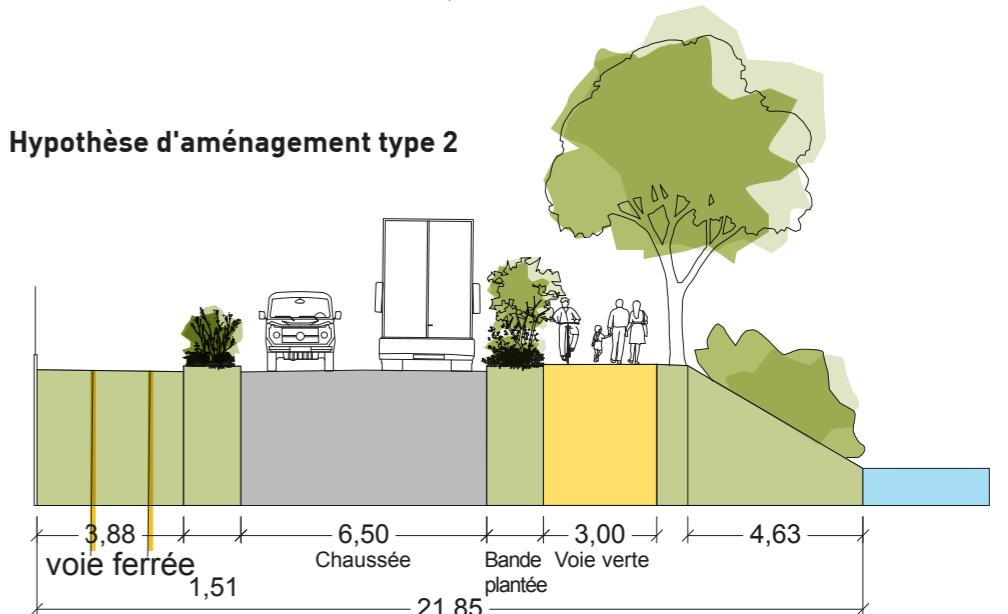 Hypothèse d'aménagement type 2
3,88
6,50
3,00
4,63
voie ferrée
Chaussée
Bande
plantée
Voie verte
1,51
21,85